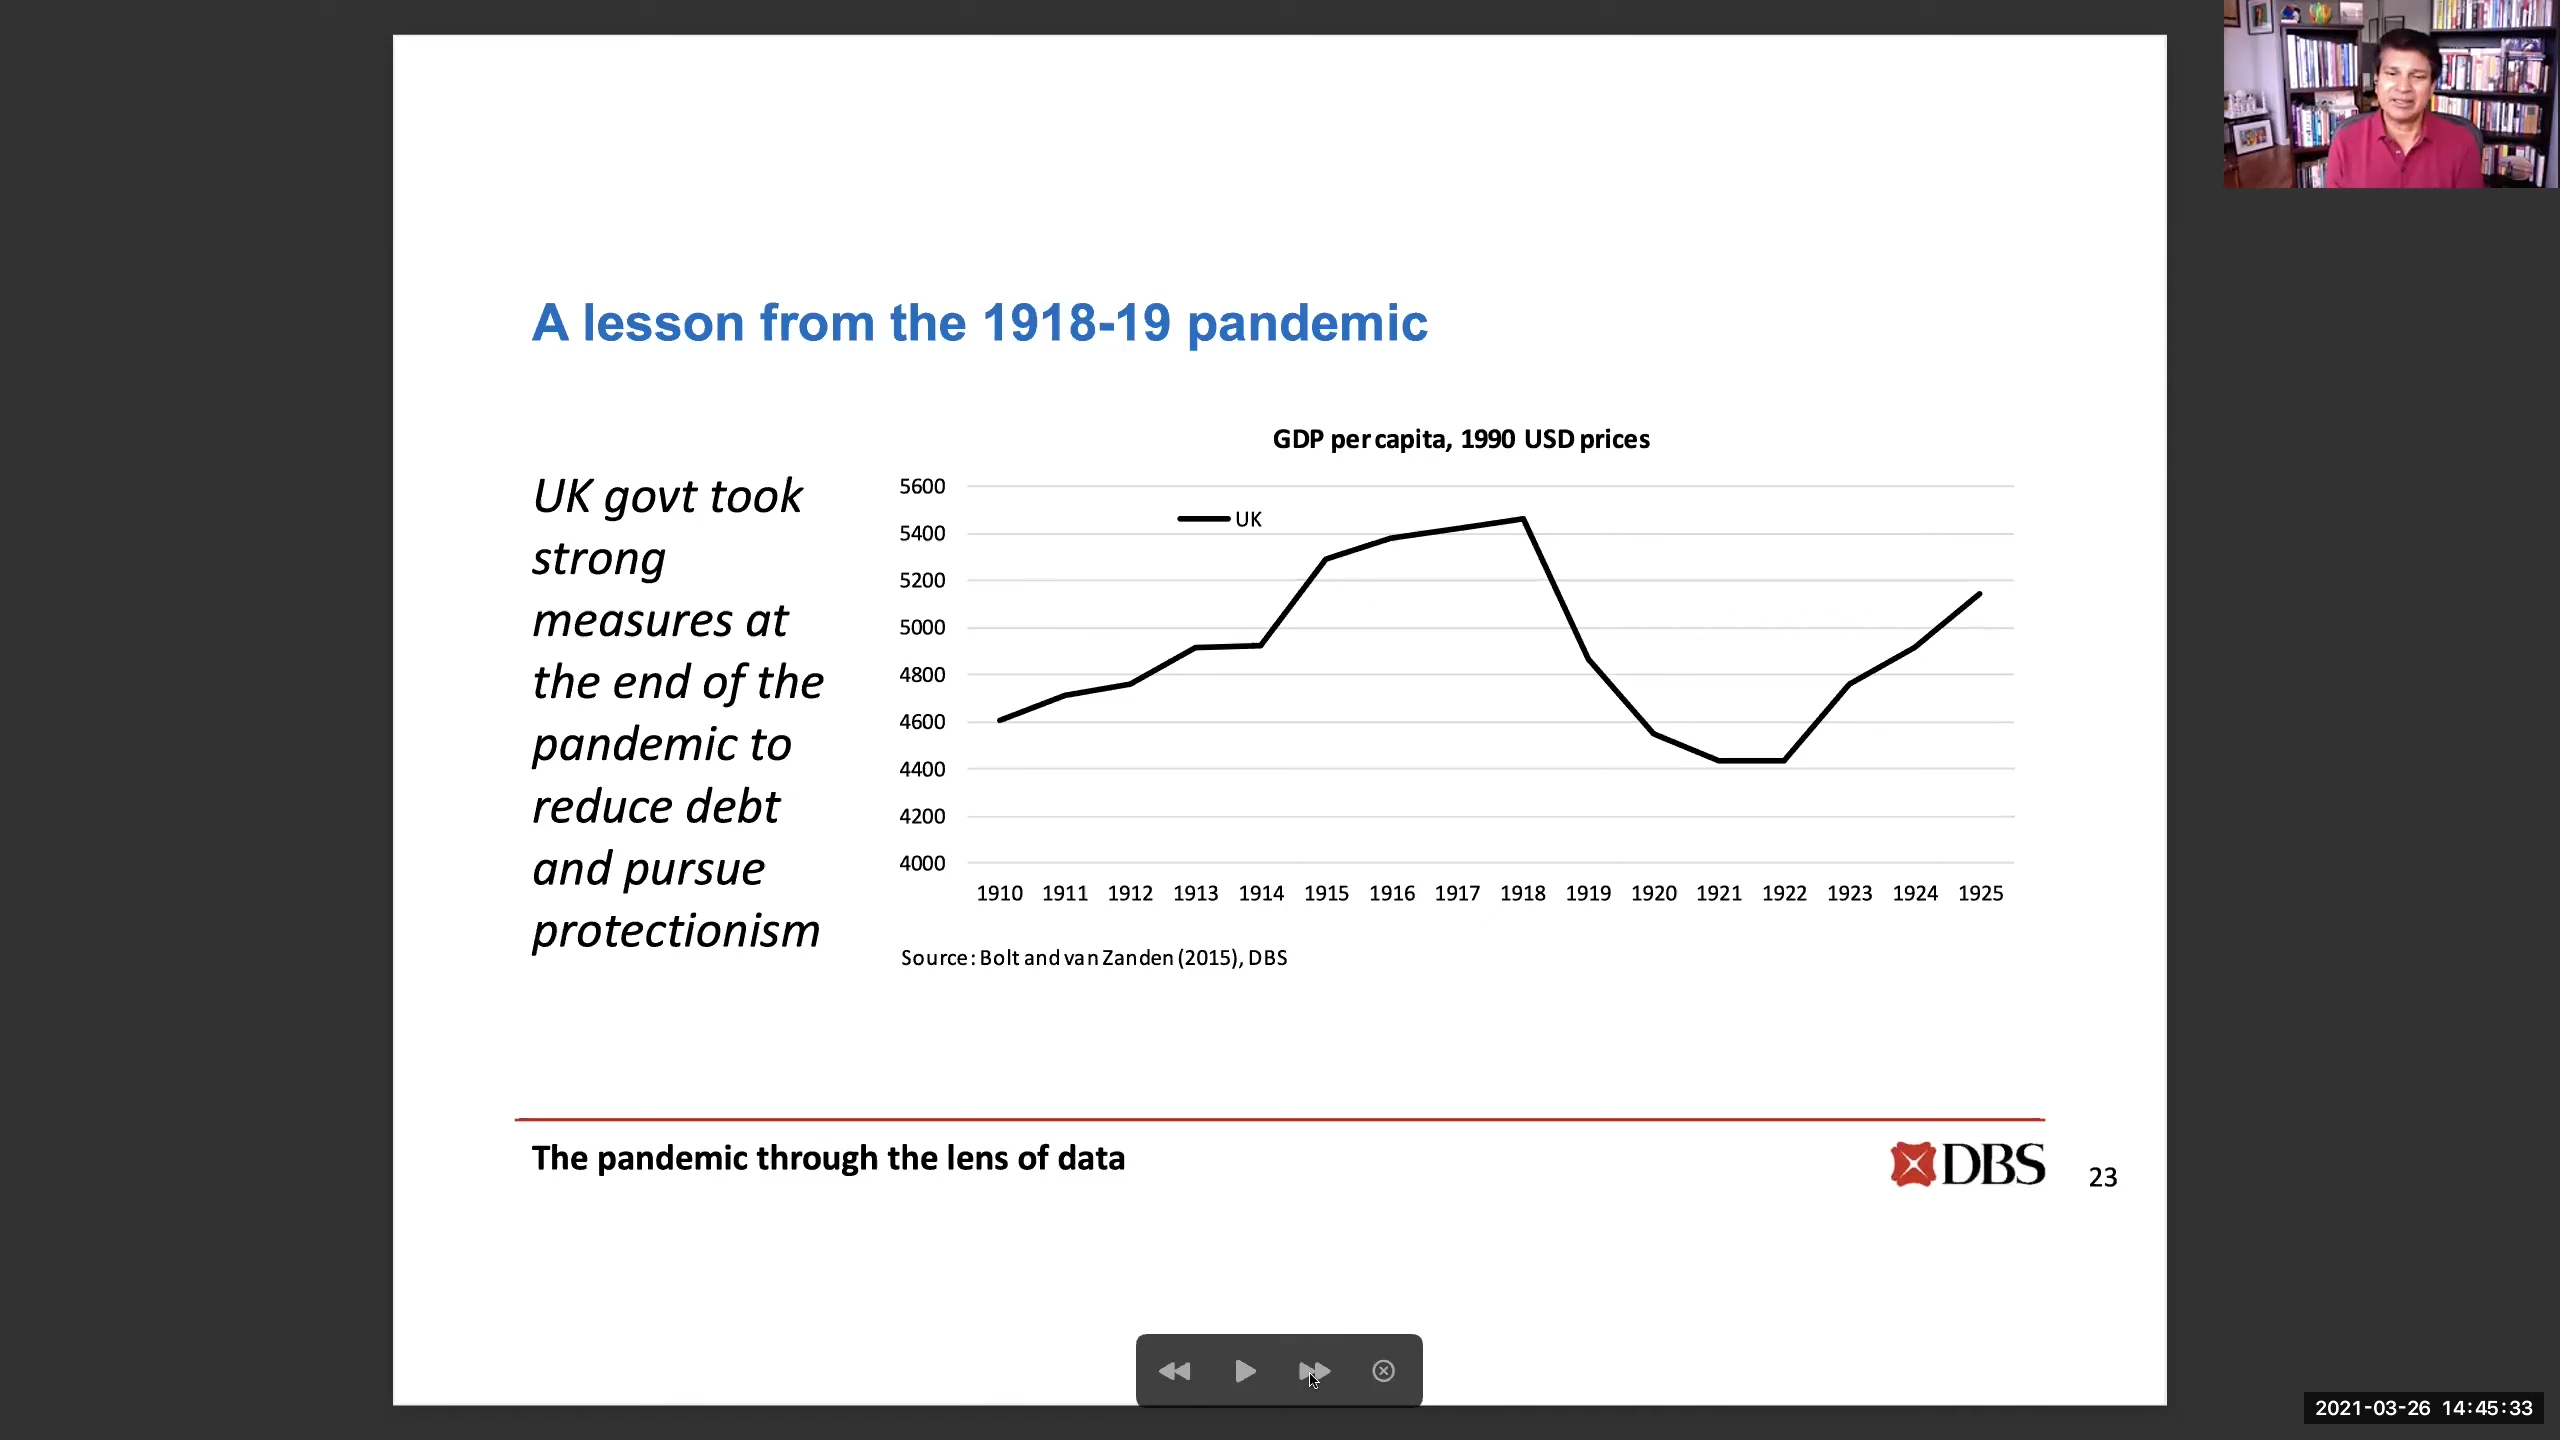 A lesson from the 1918-19 pandemic
UK govt took
strong
measures at
the end of the
pandemic to
reduce debt
and pursue
protectionism
GDP per capita, 1990 USD prices
UK
5600
5400
5200
5000
4800
4600
4400
4200
4000
1910 1911 1912 1913 1914 1915 1916 1917 1918 1919 1920 1921 1922 1923 1924 1925
Source: Bolt and van Zanden (2015), DBS
The pandemic through the lens of data
DBS
23
2021-03-26 14:45:33